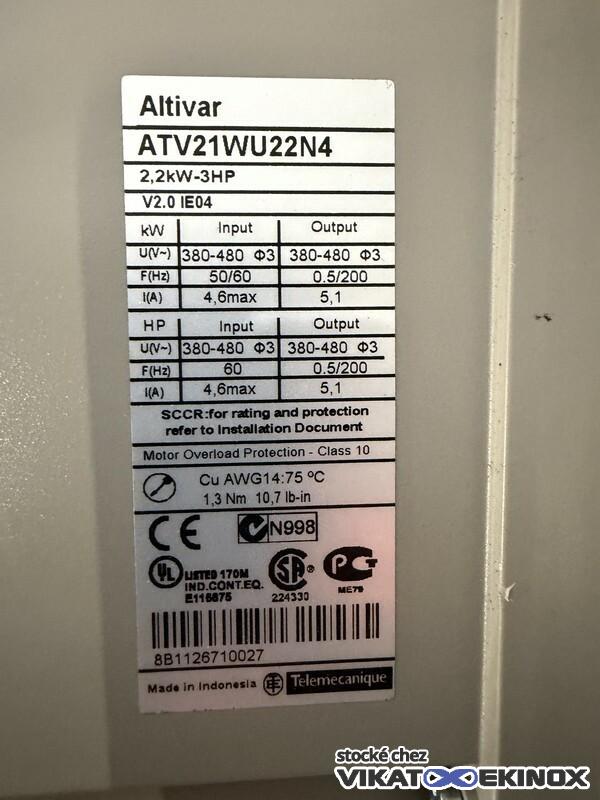 Altivar
ATV21WU22N4
2,2kW-3HP
V2.0 IE04
kW Input Output
U(V~) 380-480 Φ3 380-480 Φ3
F(Hz) 50/60 0.5/200
I(A) 4,6max 5,1
HP Input Output
U(V~) 380-480 Φ3 380-480 Φ3
F(Hz) 60 0.5/200
I(A) 4,6max 5,1
SCCR:for rating and protection
refer to Installation Document
Motor Overload Protection - Class 10
Cu AWG14:75 ºC
1,3 Nm 10,7 lb-in
CE N998
UL LISTED 170M
IND.CONT.EQ.
E116875
SA ®
224330
PCT
ME79
8B1126710027
Made in Indonesia Telemecanique
stocké chez
VIKATOO EKINOX